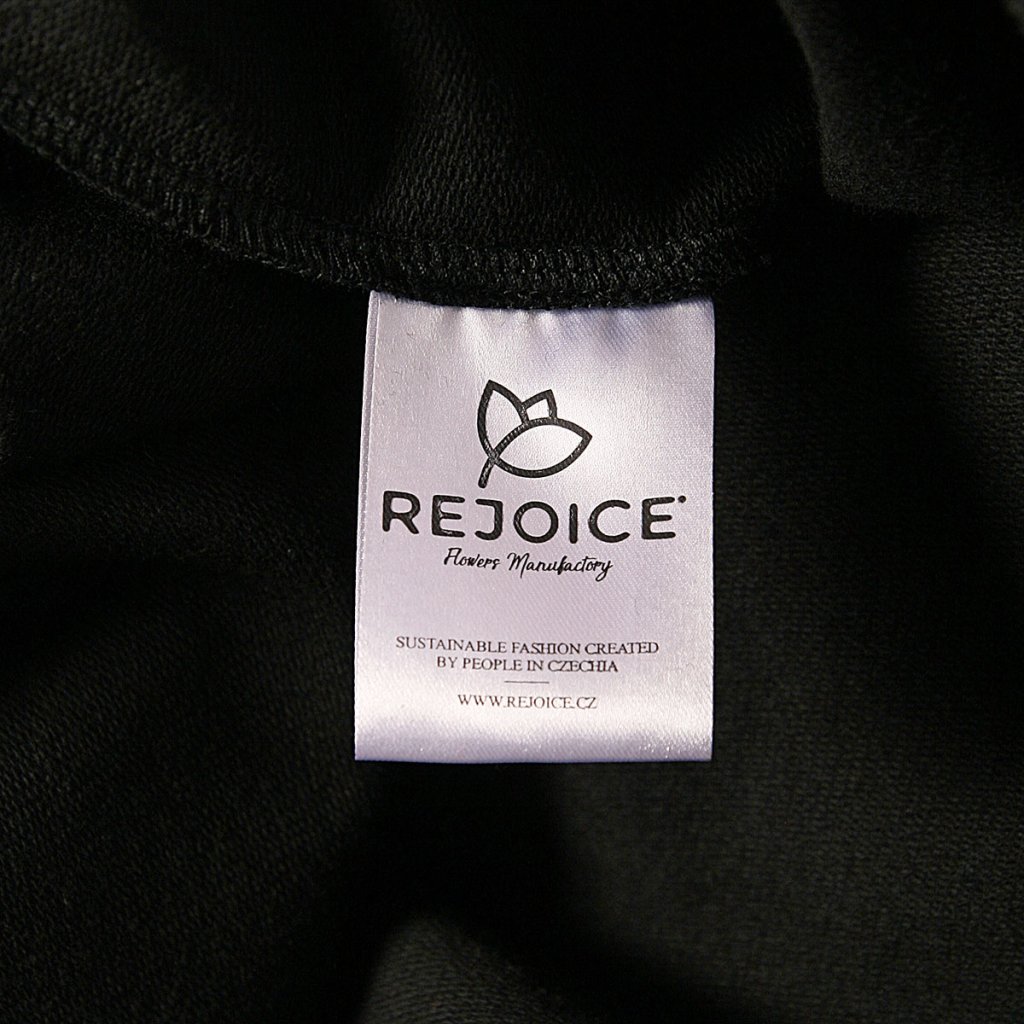 REJOICE
Flowers Manufactory
SUSTAINABLE FASHION CREATED
BY PEOPLE IN CZECHIA
WWW.REJOICE.CZ